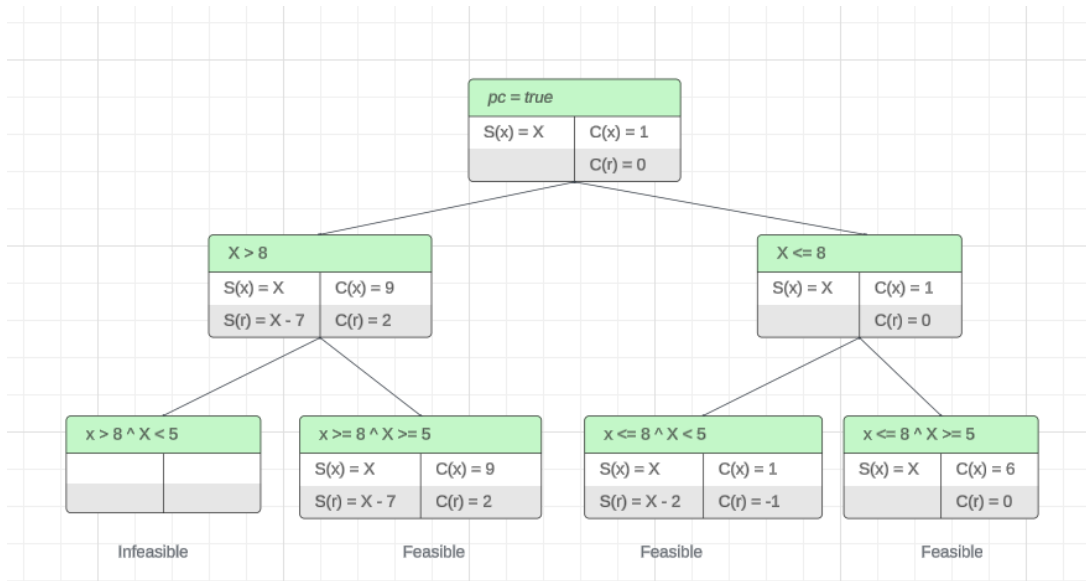 pc = true
S(x) = X
C(x) = 1
C(r) = 0
X > 8
S(x) = X
C(x) = 9
S(r) = X - 7
C(r) = 2
X <= 8
S(x) = X
C(x) = 1
C(r) = 0
x > 8 ^ X < 5
x >= 8 ^ X >= 5
S(x) = X
C(x) = 9
S(r) = X - 7
C(r) = 2
x <= 8 ^ X < 5
S(x) = X
C(x) = 1
S(r) = X - 2
C(r) = -1
x <= 8 ^ X >= 5
S(x) = X
C(x) = 6
C(r) = 0
Infeasible
Feasible
Feasible
Feasible